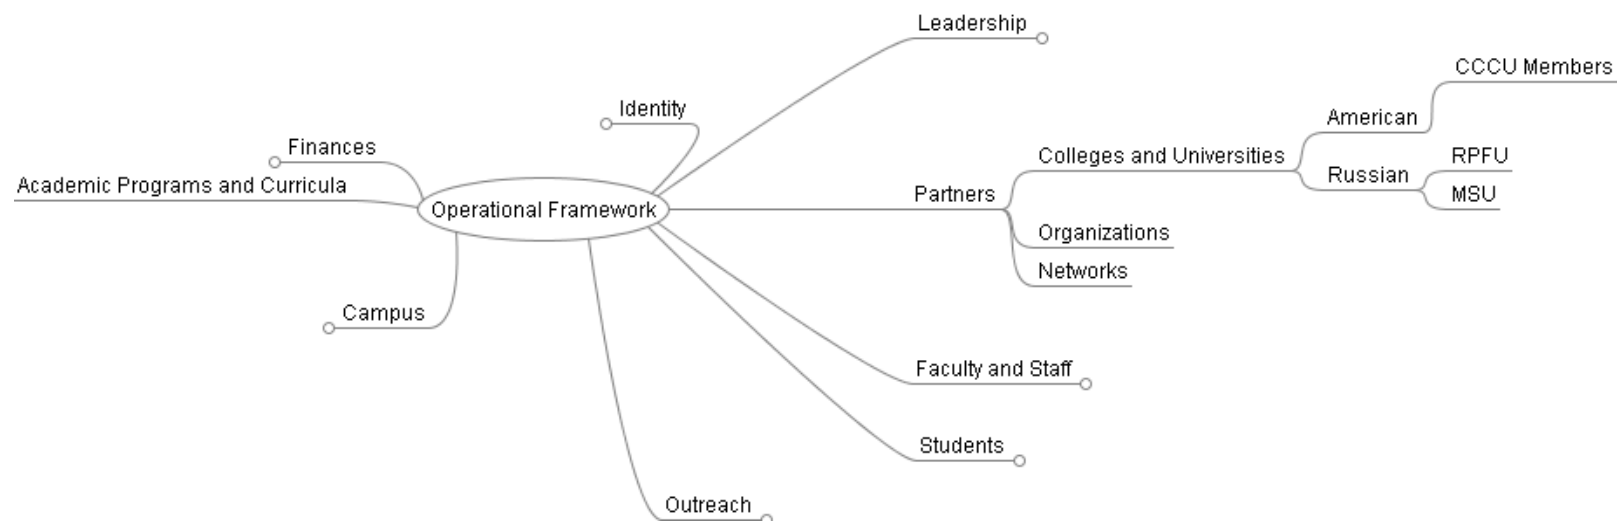 Leadership
CCCU Members
Identity
American
Finances
Colleges and Universities
RPFU
Academic Programs and Curricula
Russian
Partners
MSU
Operational Framework
Organizations
Networks
Campus
Faculty and Staff
Students
Outreach